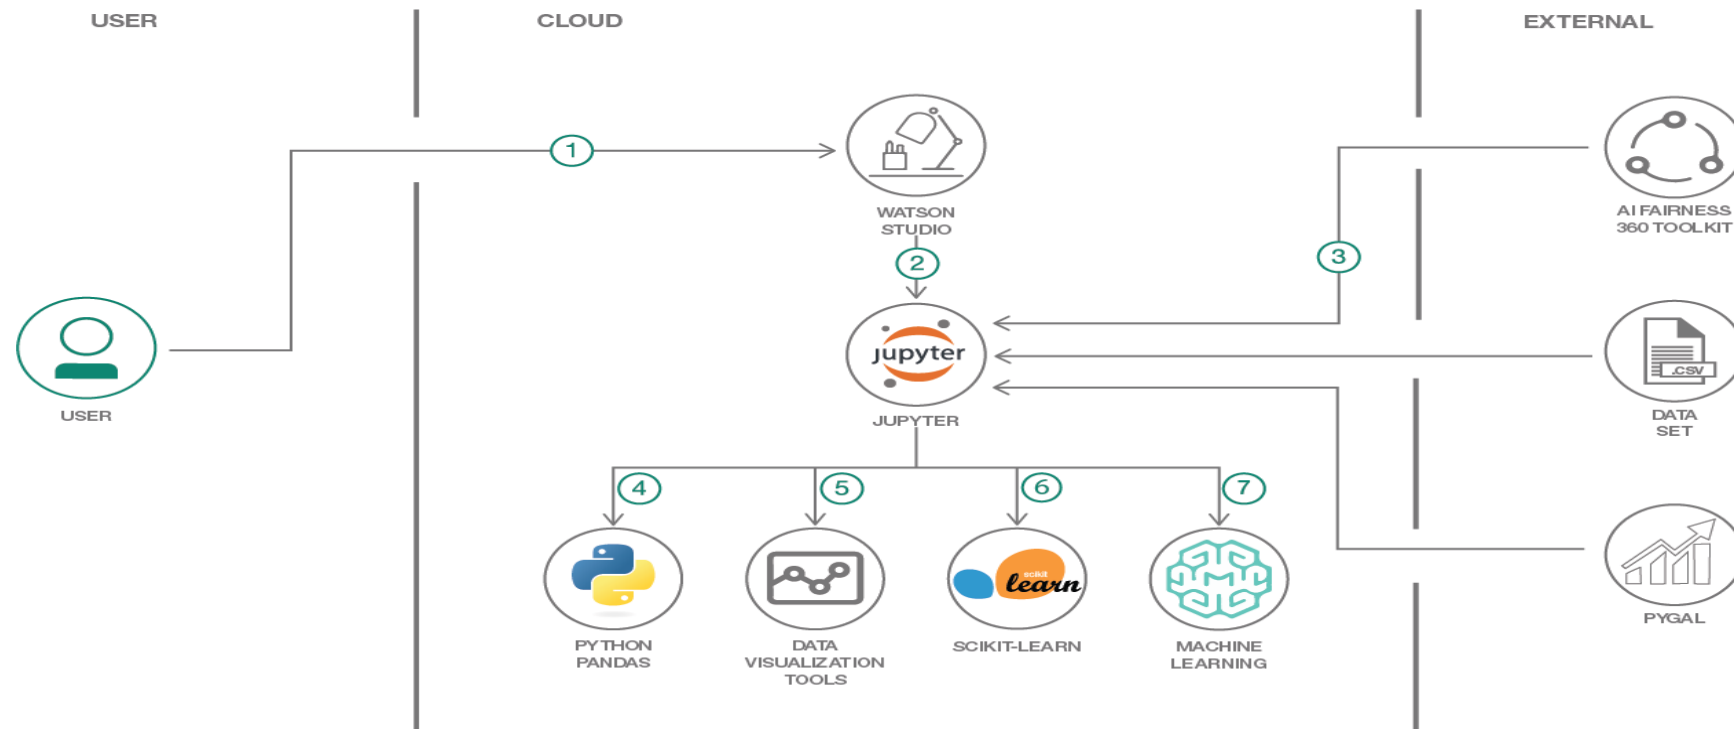 USER
CLOUD
EXTERNAL
1
WATSON
STUDIO
AI FAIRNESS
360 TOOLKIT
2
3
jupyter
JUPYTER
USER
.CSV
DATA
SET
4
5
6
7
scikit
learn
PYTHON
PANDAS
DATA
VISUALIZATION
TOOLS
SCIKIT-LEARN
MACHINE
LEARNING
PYGAL